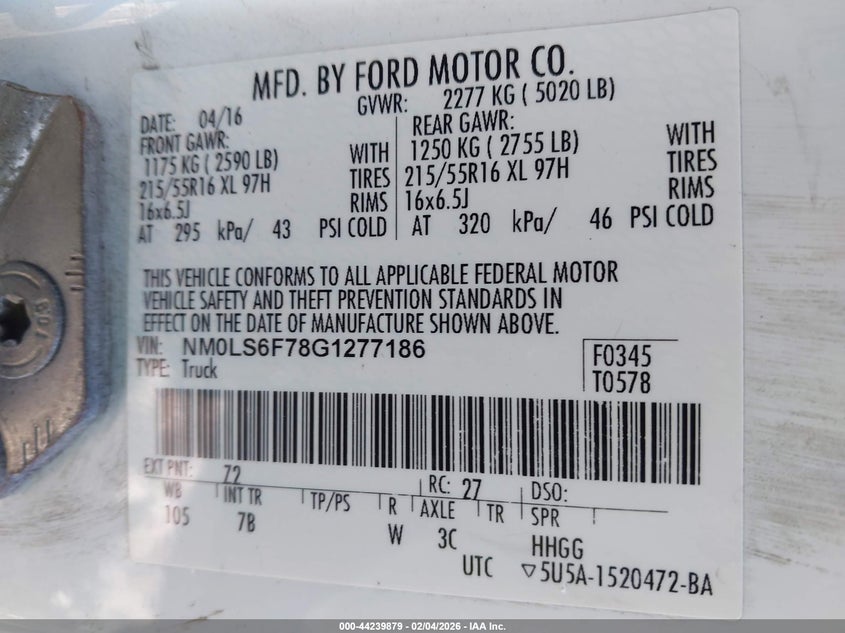 MFD. BY FORD MOTOR CO.
GVWR: 2277 KG ( 5020 LB)
DATE: 04/16
FRONT GAWR:
1175 KG ( 2590 LB) WITH
215/55R16 XL 97H TIRES
16x6.5J RIMS
AT 295 kPa/ 43 PSI COLD
REAR GAWR:
1250 KG ( 2755 LB) WITH
215/55R16 XL 97H TIRES
16x6.5J RIMS
AT 320 kPa/ 46 PSI COLD
THIS VEHICLE CONFORMS TO ALL APPLICABLE FEDERAL MOTOR
VEHICLE SAFETY AND THEFT PREVENTION STANDARDS IN
EFFECT ON THE DATE OF MANUFACTURE SHOWN ABOVE.
VIN: NM0LS6F78G1277186
TYPE: Truck
F0345
T0578
EXT PNT: 72 RC: 27 DSO:
WB INT TR TP/PS R AXLE TR SPR
105 7B W 3C HHGG
UTC ▽5U5A-1520472-BA
000-44239879 - 02/04/2026 - IAA Inc.